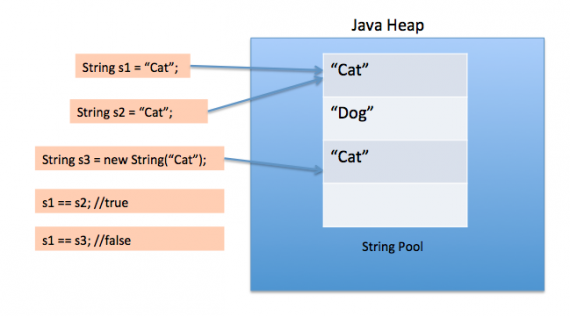 Java Heap
String s1 = “Cat”;
String s2 = “Cat”;
String s3 = new String(“Cat”);
s1 == s2; //true
s1 == s3; //false
“Cat”
“Dog”
“Cat”
String Pool